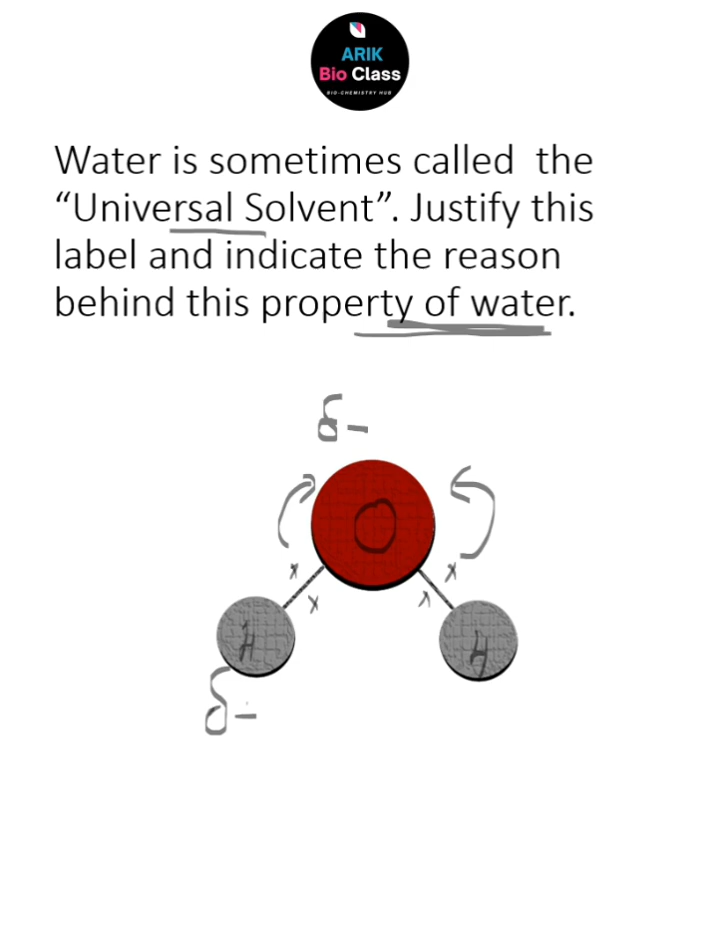 ARIK
Bio Class
BIO-CHEMISTRY HUB
Water is sometimes called the
“Universal Solvent”. Justify this
label and indicate the reason
behind this property of water.
δ-
O
x x
x
H H
δ-